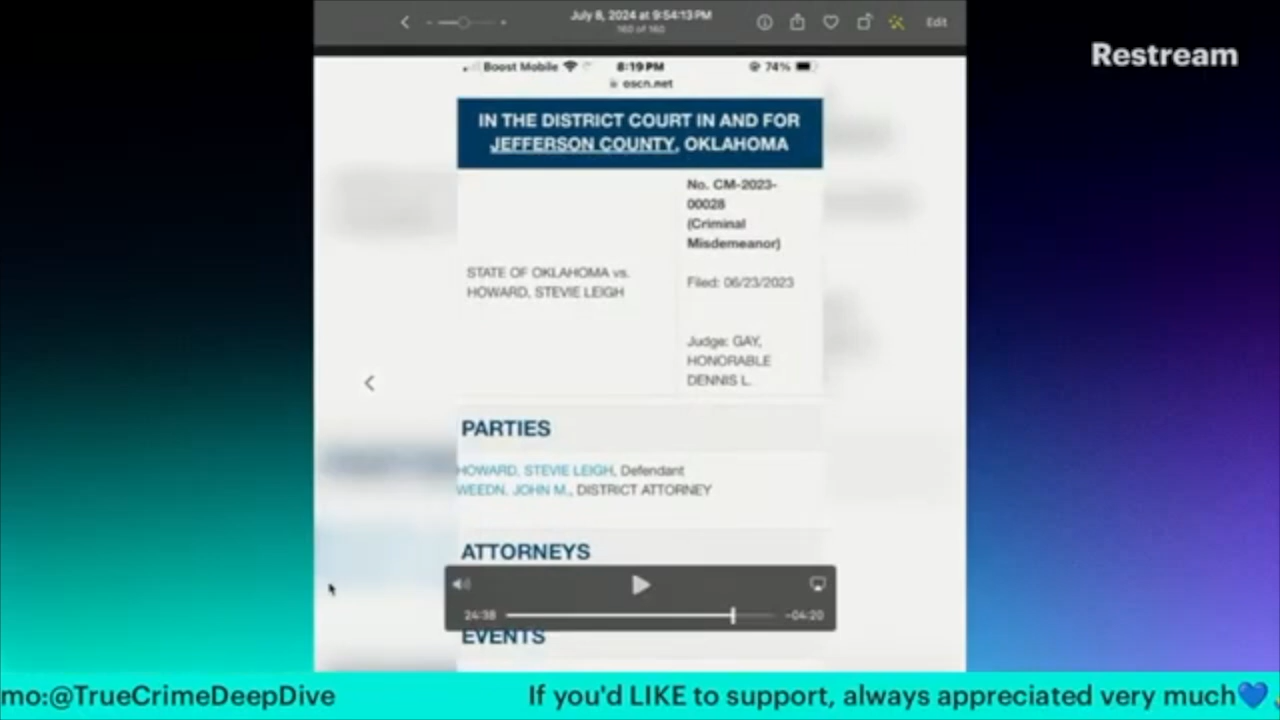 July 8, 2024 at 9:54:13 PM
160 of 160
Edit
Restream
Boost Mobile
8:19 PM
74%
oscn.net
IN THE DISTRICT COURT IN AND FOR
JEFFERSON COUNTY, OKLAHOMA
No. CM-2023-
00028
(Criminal
Misdemeanor)
STATE OF OKLAHOMA vs.
HOWARD, STEVIE LEIGH
Filed: 06/23/2023
Judge: GAY,
HONORABLE
DENNIS L.
PARTIES
HOWARD, STEVIE LEIGH, Defendant
WEEDN, JOHN M., DISTRICT ATTORNEY
ATTORNEYS
24:38
-04:20
EVENTS
mo:@TrueCrimeDeepDive
If you'd LIKE to support, always appreciated very much💙